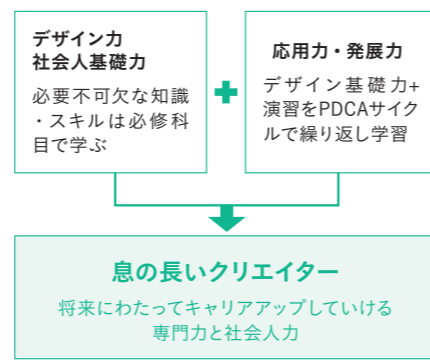 デザイン力
社会人基礎力
必要不可欠な知識
・スキルは必修科
目で学ぶ
応用力・発展力
デザイン基礎力+
演習をPDCAサイク
ルで繰り返し学習
息の長いクリエイター
将来にわたってキャリアアップしていける
専門力と社会人力